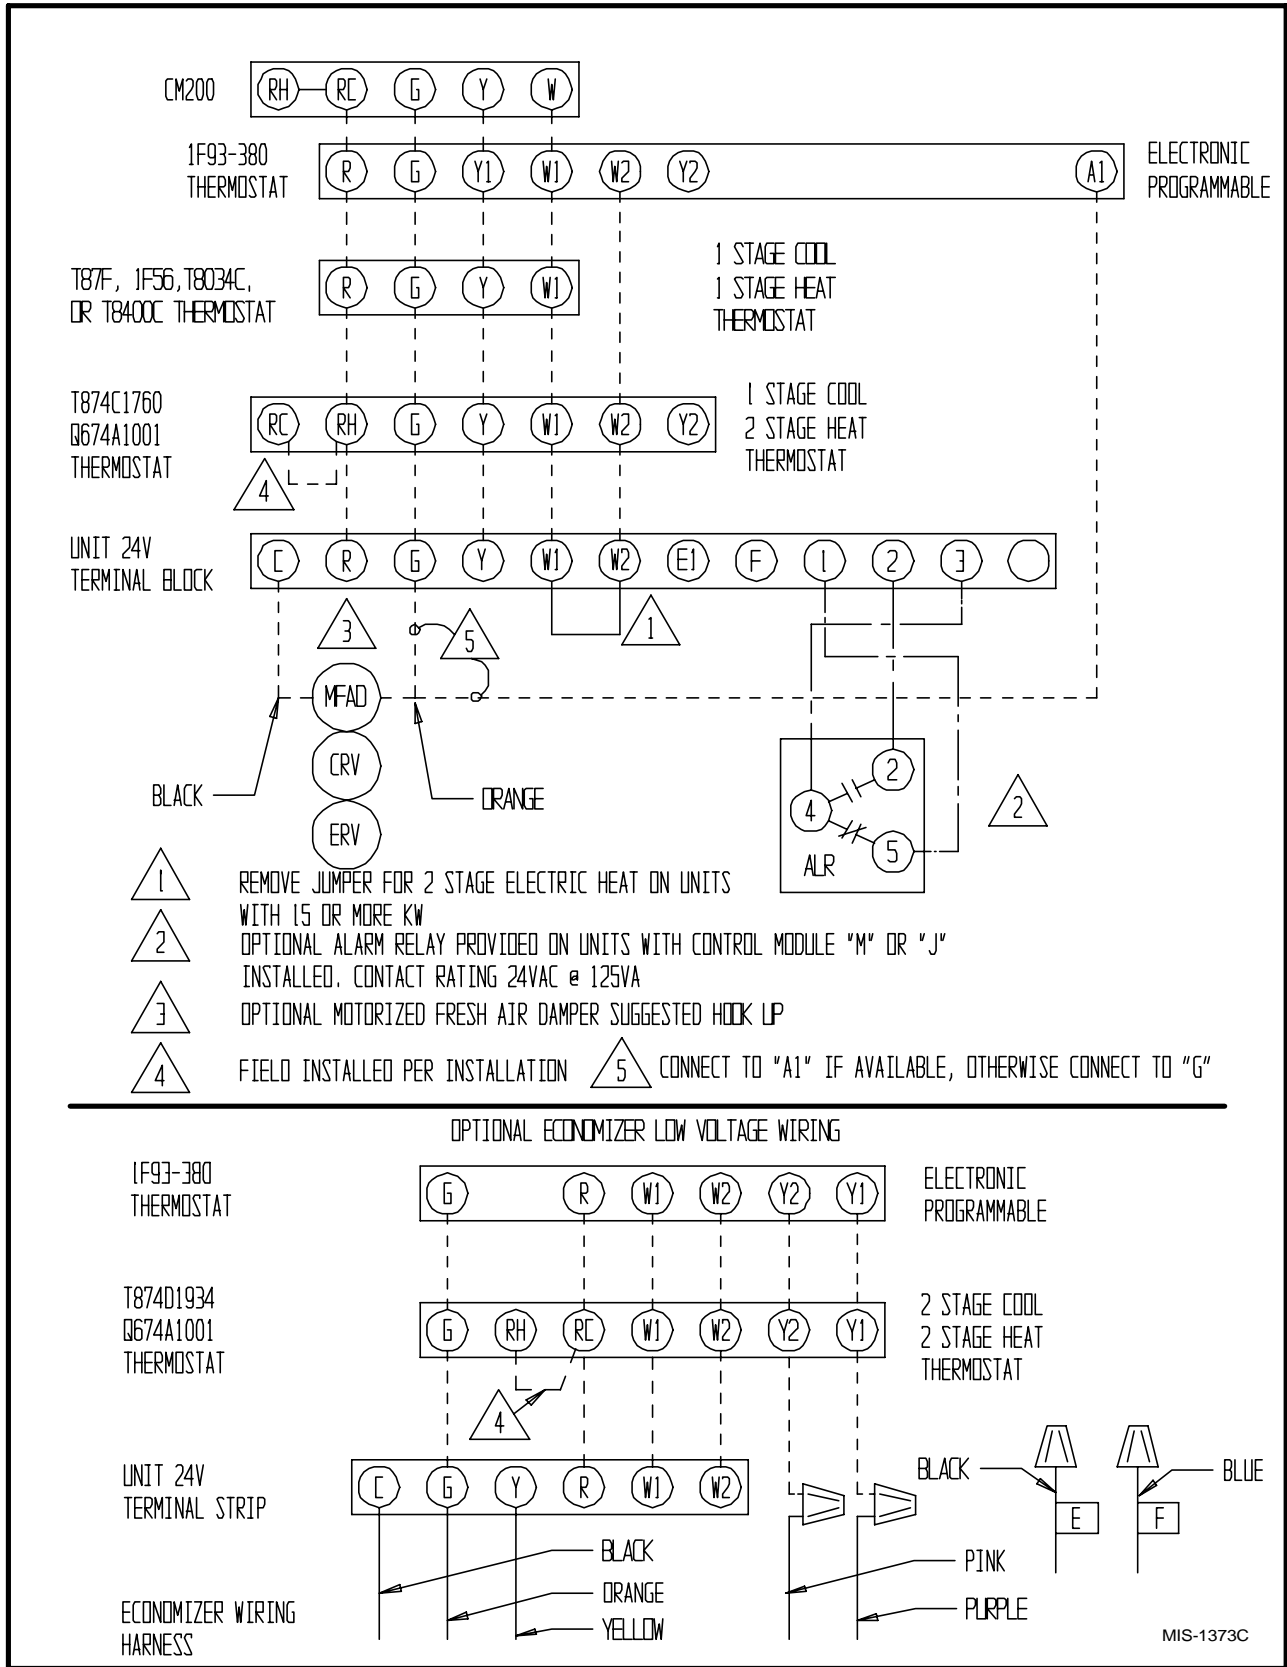 CM200 RH RC G Y W
1F93-380
THERMOSTAT
R G Y1 W1 W2 Y2 A1
ELECTRONIC
PROGRAMMABLE
T87F, 1F56,T8034C,
OR T8400C THERMOSTAT
R G Y W1
1 STAGE COOL
1 STAGE HEAT
THERMOSTAT
T874C1760
Q674A1001
THERMOSTAT
RC RH G Y W1 W2 Y2
1 STAGE COOL
2 STAGE HEAT
THERMOSTAT
4
UNIT 24V
TERMINAL BLOCK
C R G Y W1 W2 E1 F 1 2 3
3
5
1
MFAD
CRV
ERV
BLACK
ORANGE
2
4
5
ALR
2
1 REMOVE JUMPER FOR 2 STAGE ELECTRIC HEAT ON UNITS
WITH 15 OR MORE KW
2 OPTIONAL ALARM RELAY PROVIDED ON UNITS WITH CONTROL MODULE "M" OR "J"
INSTALLED. CONTACT RATING 24VAC @ 125VA
3 OPTIONAL MOTORIZED FRESH AIR DAMPER SUGGESTED HOOK UP
4 FIELD INSTALLED PER INSTALLATION 5 CONNECT TO "A1" IF AVAILABLE, OTHERWISE CONNECT TO "G"
OPTIONAL ECONOMIZER LOW VOLTAGE WIRING
1F93-380
THERMOSTAT
G R W1 W2 Y2 Y1
ELECTRONIC
PROGRAMMABLE
T874D1934
Q674A1001
THERMOSTAT
G RH RC W1 W2 Y2 Y1
2 STAGE COOL
2 STAGE HEAT
THERMOSTAT
4
UNIT 24V
TERMINAL STRIP
C G Y R W1 W2
BLACK
E
F
BLUE
BLACK
ORANGE
YELLOW
PINK
PURPLE
ECONOMIZER WIRING
HARNESS
MIS-1373C